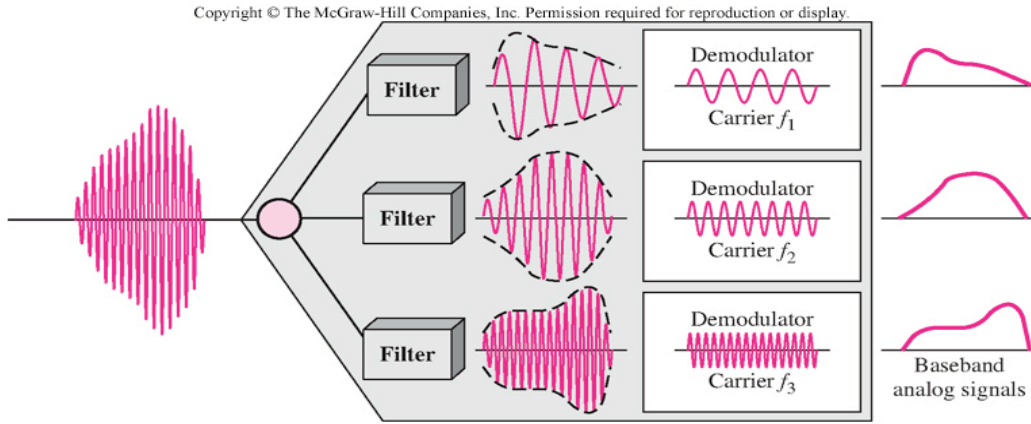 Copyright © The McGraw-Hill Companies, Inc. Permission required for reproduction or display.
Filter
Demodulator
Carrier f1
Filter
Demodulator
Carrier f2
Filter
Demodulator
Carrier f3
Baseband
analog signals